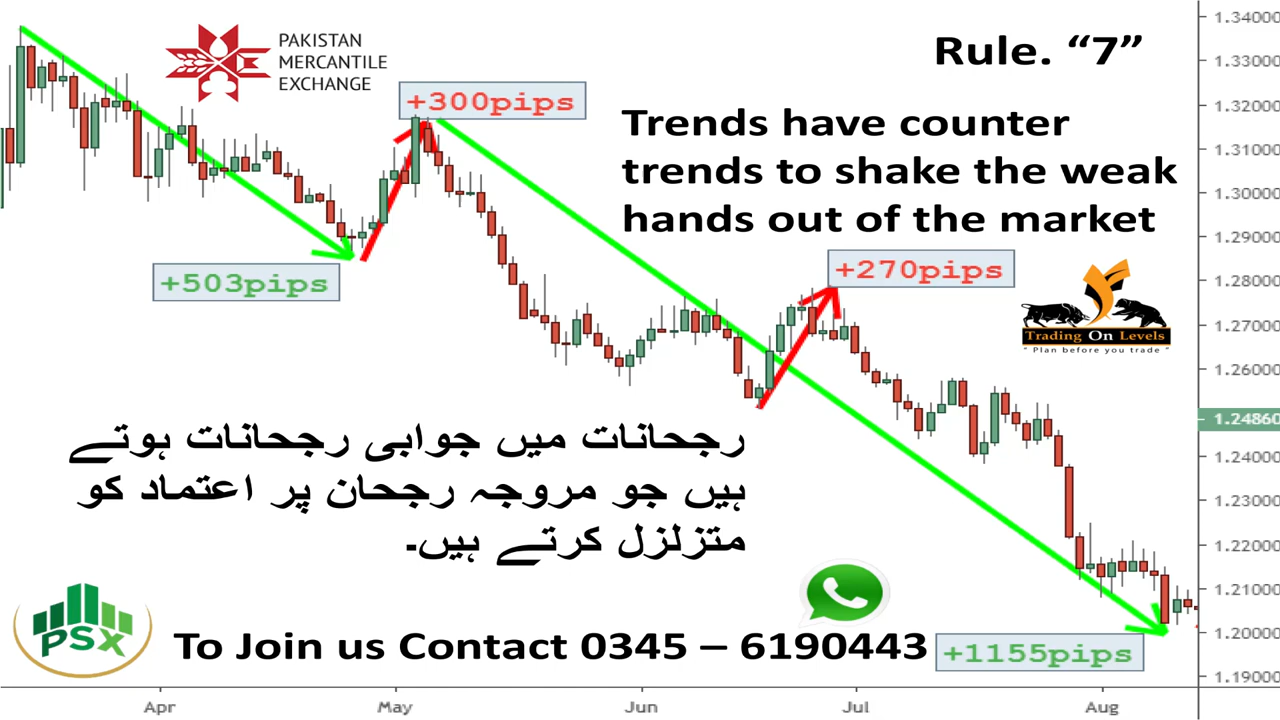 PAKISTAN
MERCANTILE
EXCHANGE
Rule. “7”
+300pips
Trends have counter
trends to shake the weak
hands out of the market
+503pips
+270pips
Trading On Levels
" Plan before you trade "
رجحانات میں جوابی رجحانات ہوتے
ہیں جو مروجہ رجحان پر اعتماد کو
متزلزل کرتے ہیں۔
PSX
To Join us Contact 0345 – 6190443
+1155pips
1.34000
1.32000
1.31000
1.30000
1.29000
1.28000
1.27000
1.26000
1.24860
1.24000
1.23000
1.22000
1.21000
1.20000
1.19000
Apr May Jun Jul Aug